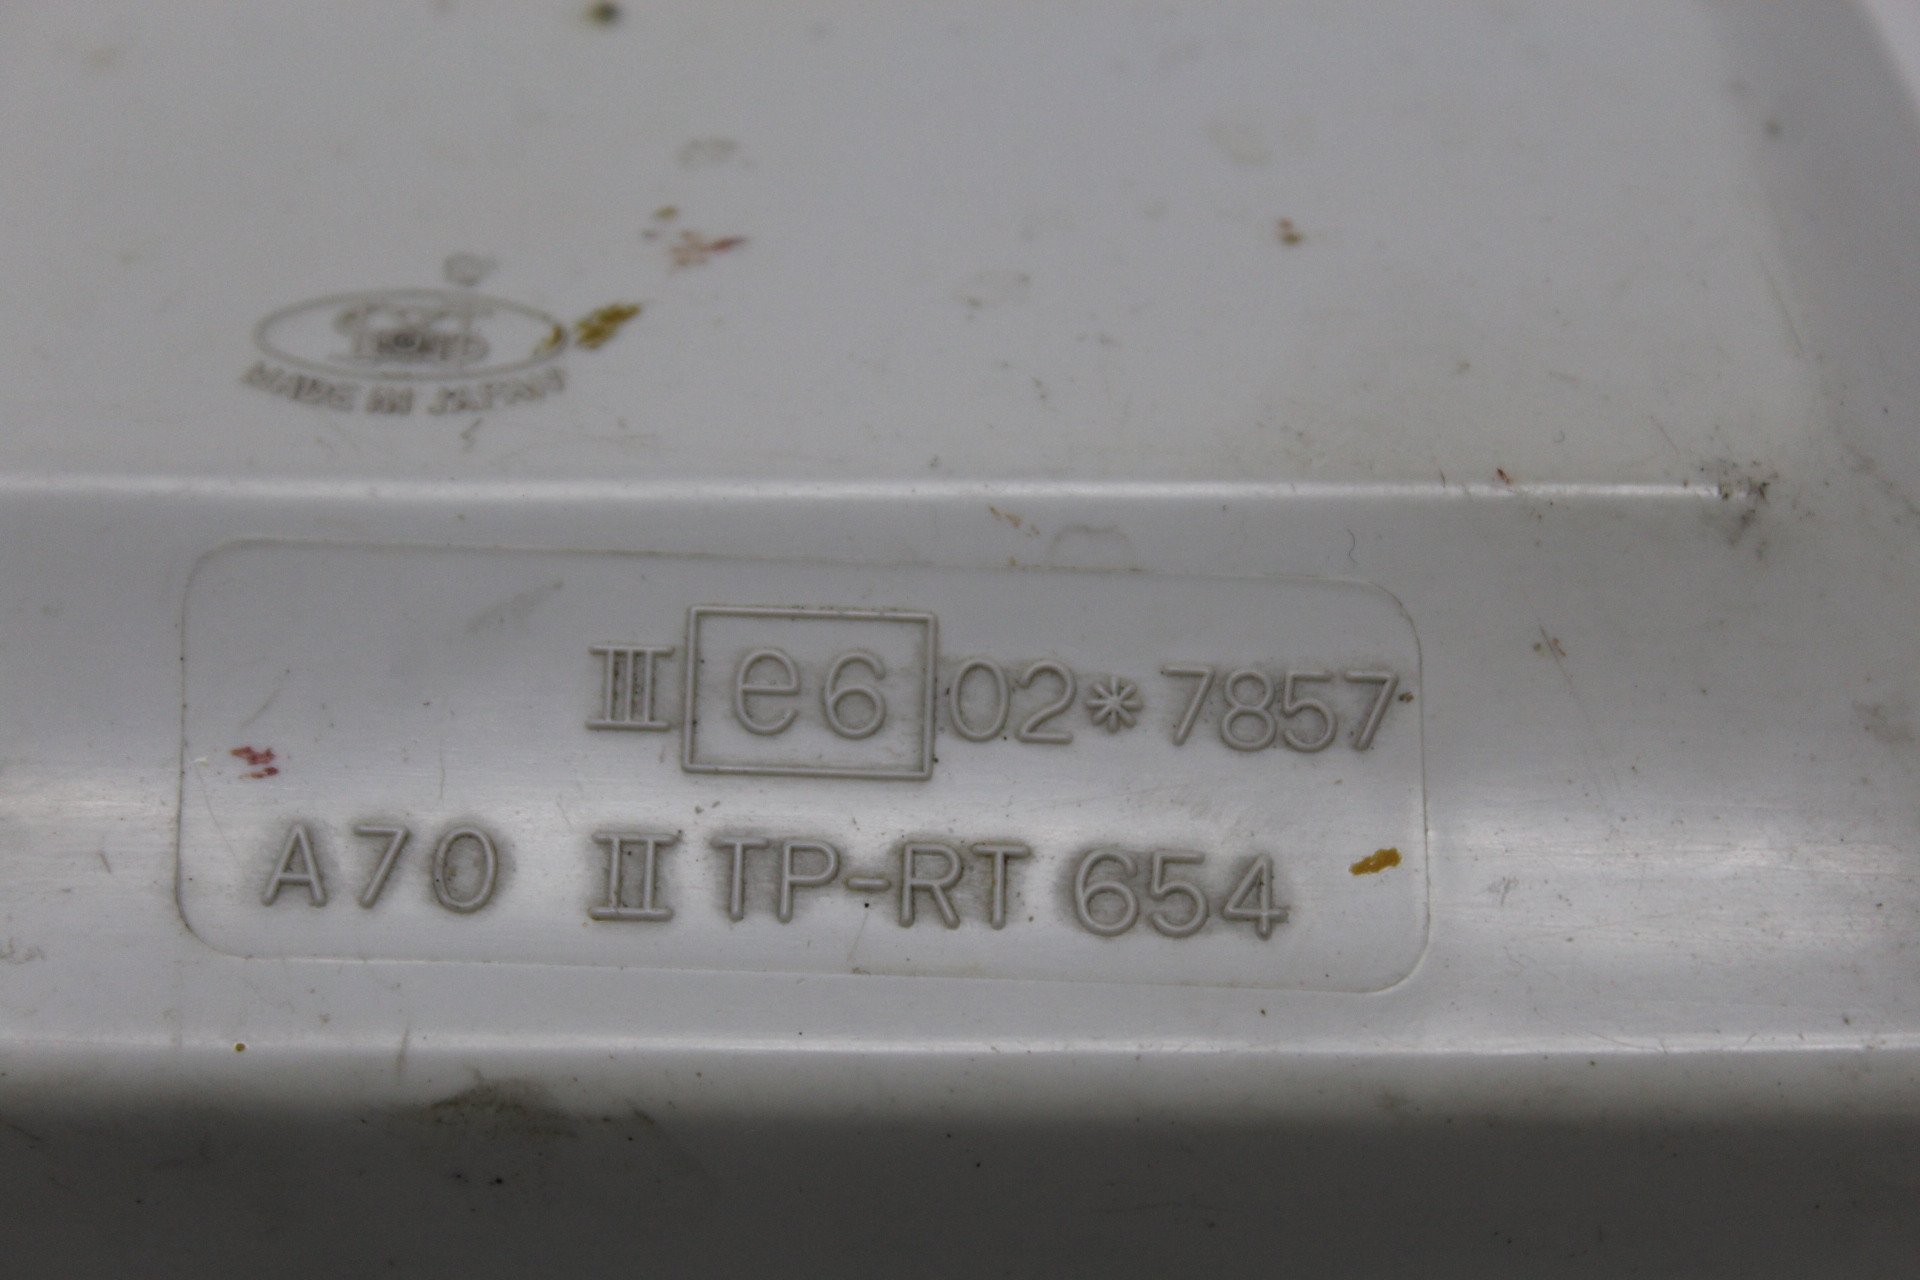 MADE IN JAPAN
III e6 02*7857
A70 II TP-RT 654